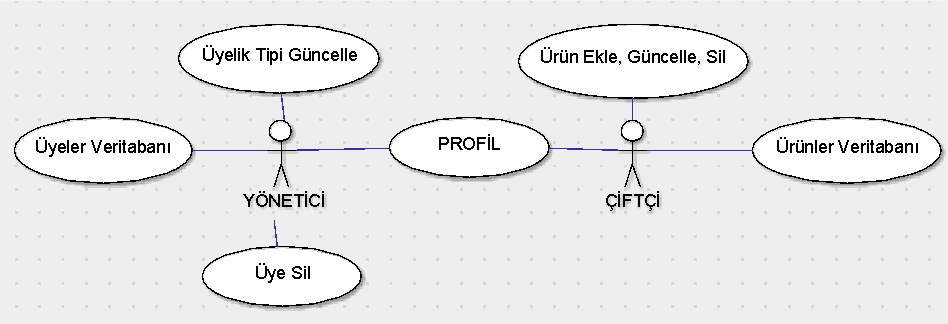 Üyelik Tipi Güncelle
Ürün Ekle, Güncelle, Sil
Üyeler Veritabanı
PROFİL
Ürünler Veritabanı
YÖNETİCİ
ÇİFTÇİ
Üye Sil